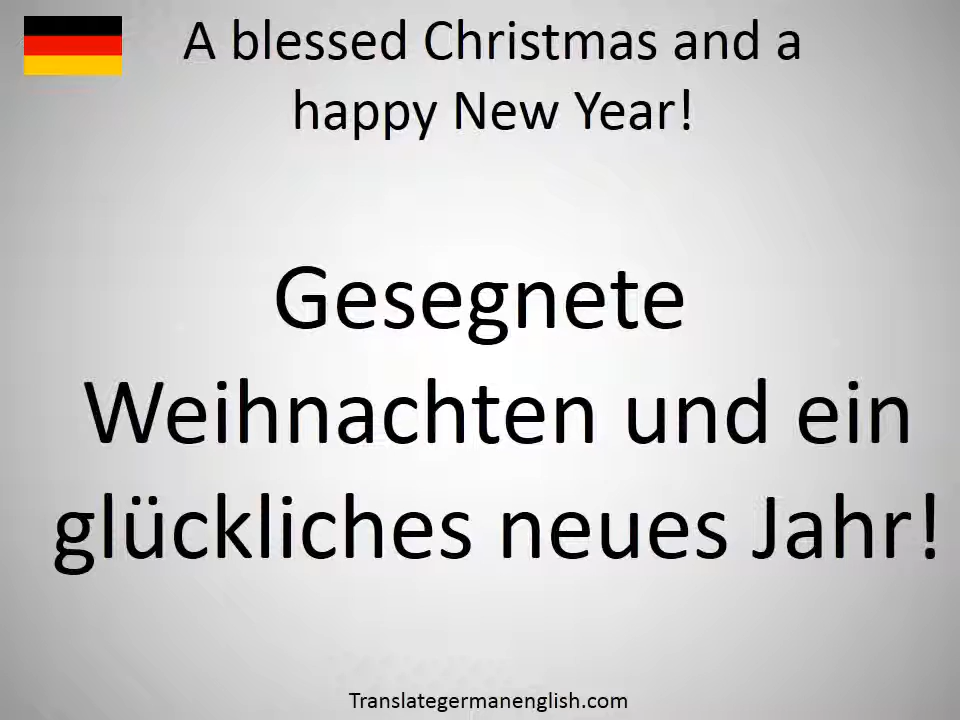 A blessed Christmas and a
happy New Year!
Gesegnete
Weihnachten und ein
glückliches neues Jahr!
Translategermanenglish.com